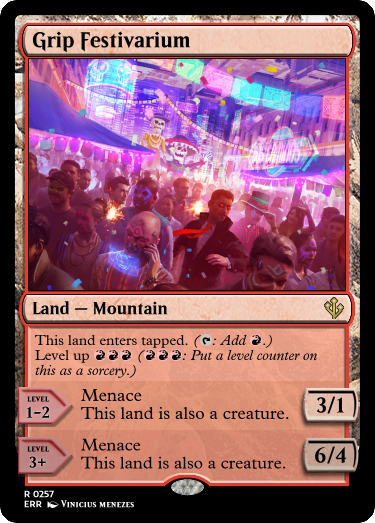 Grip Festivarium
Land — Mountain
This land enters tapped. (T: Add R.)
Level up RRR (RRR: Put a level counter on
this as a sorcery.)
LEVEL
1-2
Menace
This land is also a creature.
3/1
LEVEL
3+
Menace
This land is also a creature.
6/4
R 0257
ERR VINICIUS MENEZES